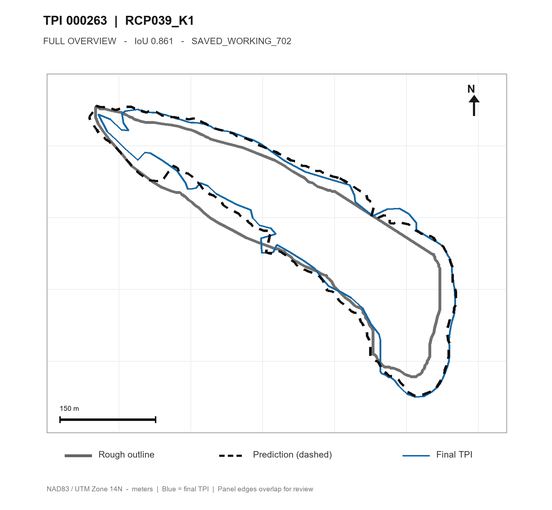 TPI 000263 | RCP039_K1
FULL OVERVIEW - IoU 0.861 - SAVED_WORKING_702
N
150 m
Rough outline
Prediction (dashed)
Final TPI
NAD83 / UTM Zone 14N - meters | Blue = final TPI | Panel edges overlap for review